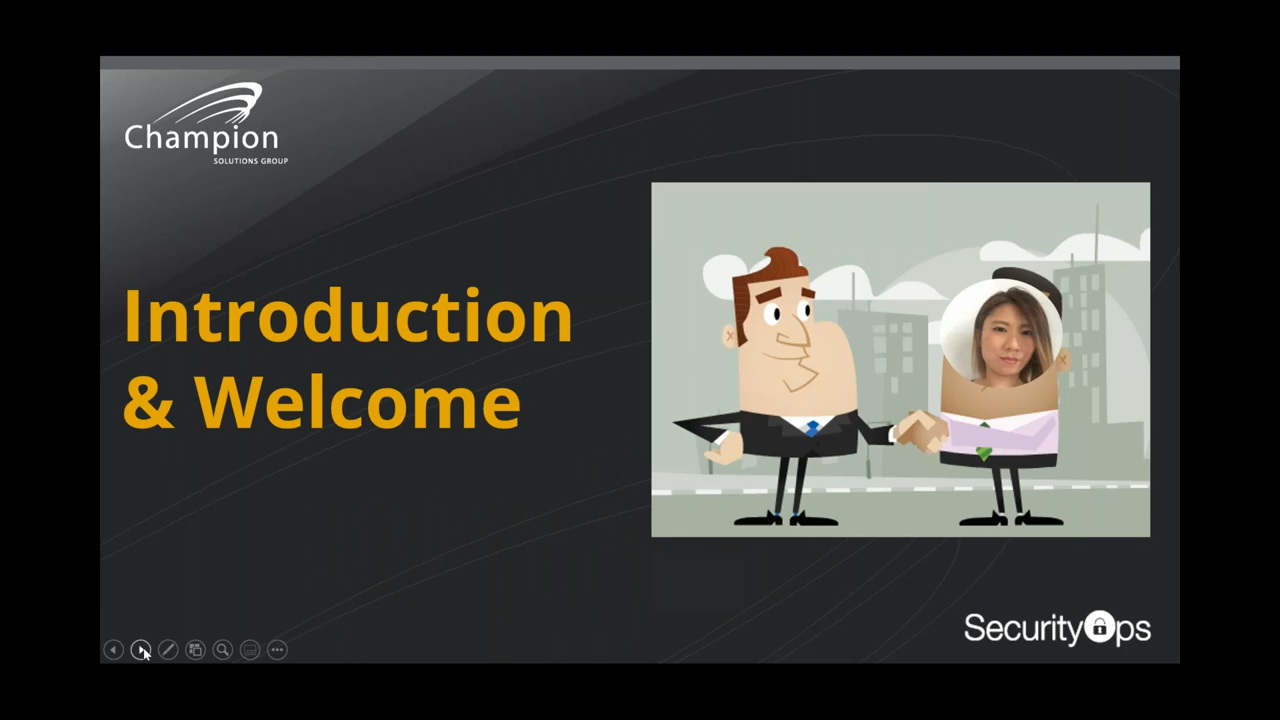 Champion
SOLUTIONS GROUP
Introduction
& Welcome
SecurityOps